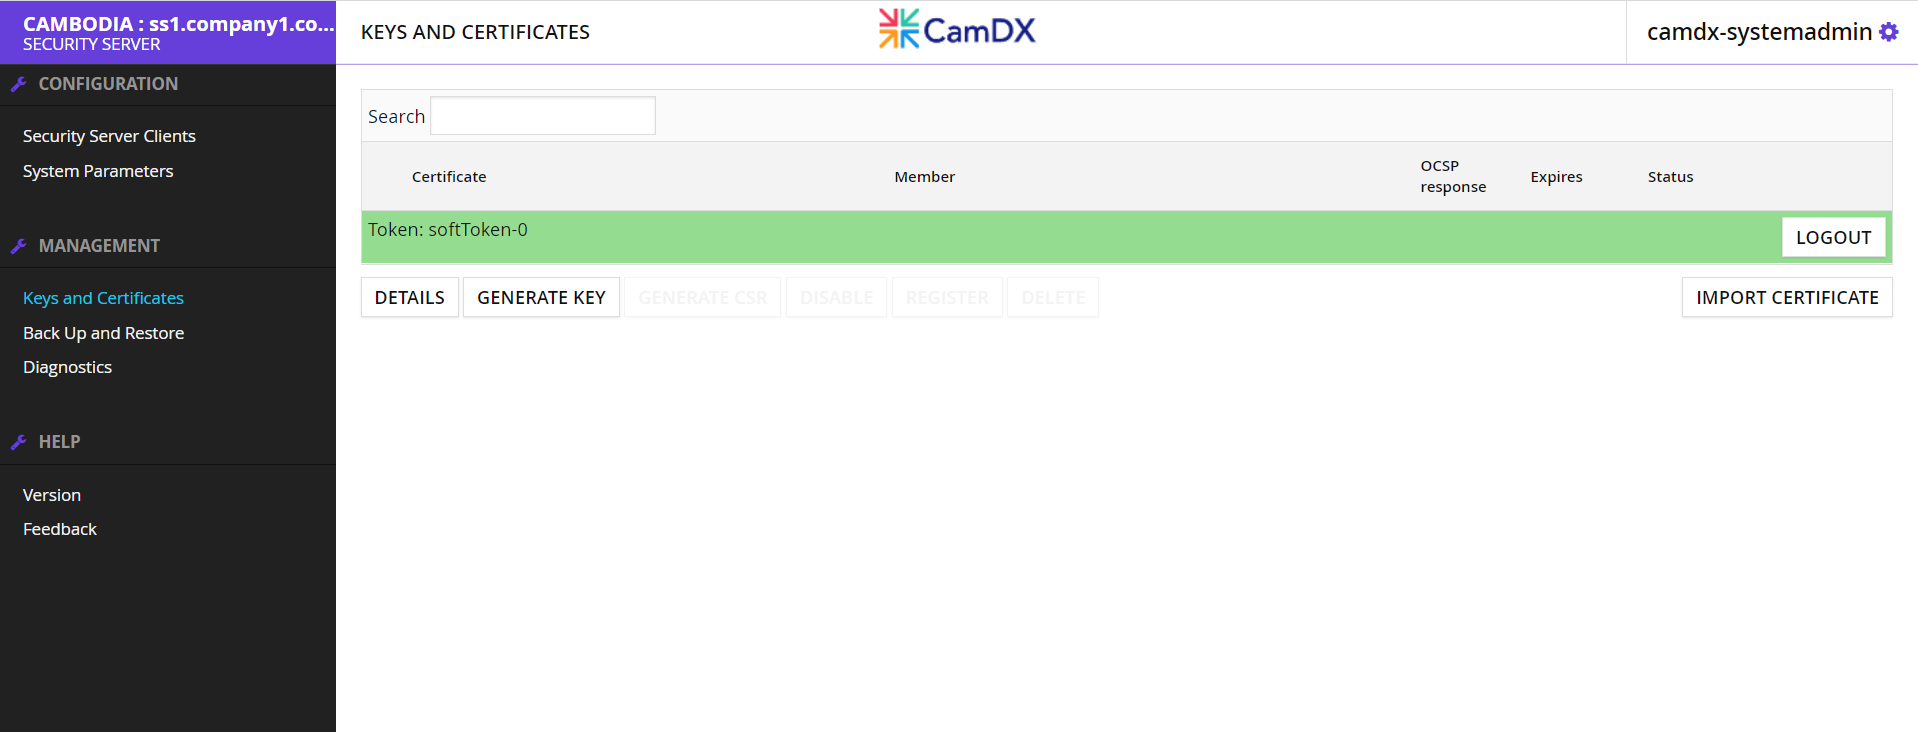 CAMBODIA : ss1.company1.co...
SECURITY SERVER
KEYS AND CERTIFICATES
CamDX
camdx-systemadmin
CONFIGURATION
Security Server Clients
System Parameters
MANAGEMENT
Keys and Certificates
Back Up and Restore
Diagnostics
HELP
Version
Feedback
Search
Certificate
Member
OCSP
response
Expires
Status
Token: softToken-0
LOGOUT
DETAILS
GENERATE KEY
GENERATE CSR
DISABLE
REGISTER
DELETE
IMPORT CERTIFICATE